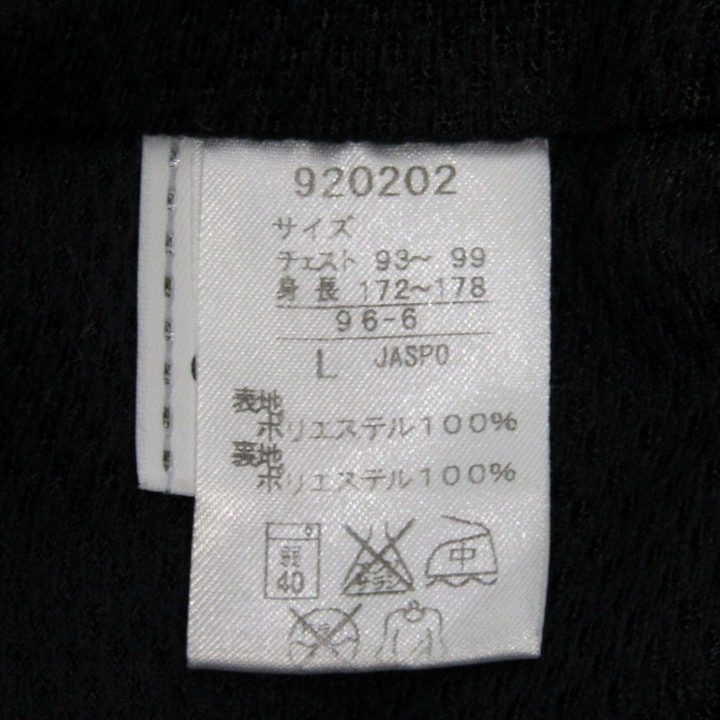 920202
サイズ
チェスト 93～ 99
身 長 172～178
96-6
L JASPO
表地
ポリエステル100%
裏地
ポリエステル100%
弱
40
中